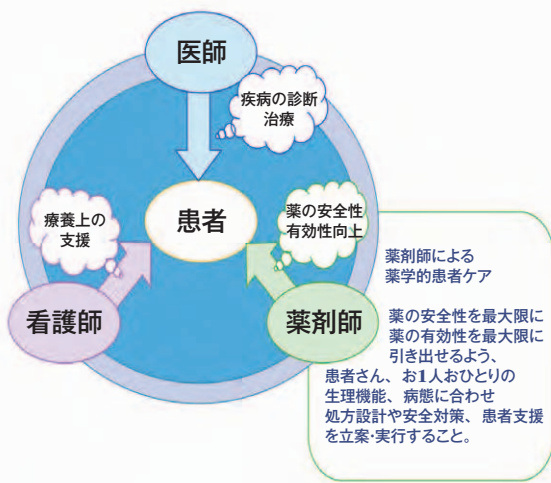 医師
疾病の診断
治療
患者
療養上の
支援
薬の安全性
有効性向上
看護師
薬剤師
薬剤師による
薬学的患者ケア
薬の安全性を最大限に
薬の有効性を最大限に
引き出せるよう、
患者さん、お1人おひとりの
生理機能、病態に合わせ
処方設計や安全対策、患者支援
を立案・実行すること。